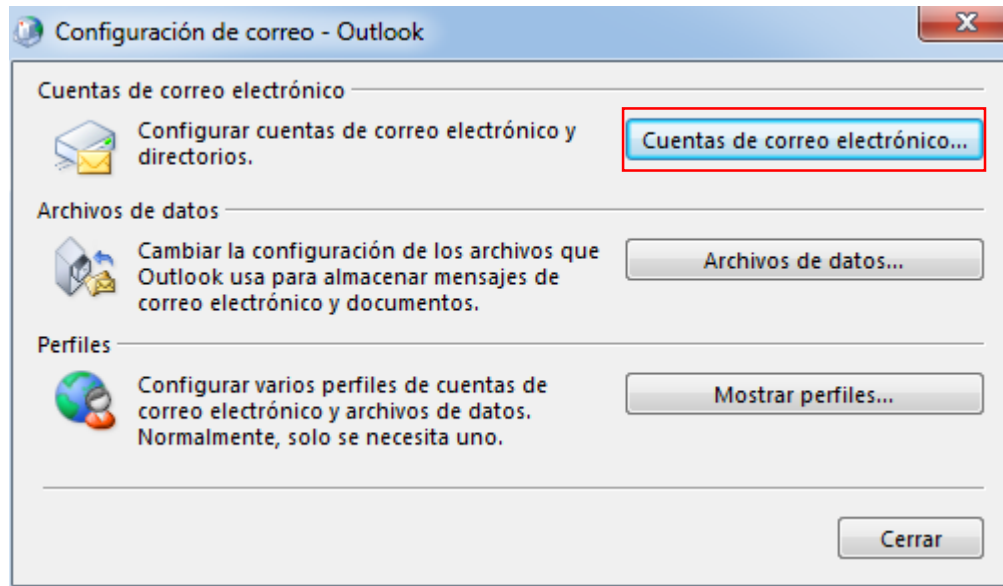 Configuración de correo - Outlook
Cuentas de correo electrónico
Configurar cuentas de correo electrónico y
directorios.
Cuentas de correo electrónico...
Archivos de datos
Cambiar la configuración de los archivos que
Outlook usa para almacenar mensajes de
correo electrónico y documentos.
Archivos de datos...
Perfiles
Configurar varios perfiles de cuentas de
correo electrónico y archivos de datos.
Normalmente, solo se necesita uno.
Mostrar perfiles...
Cerrar